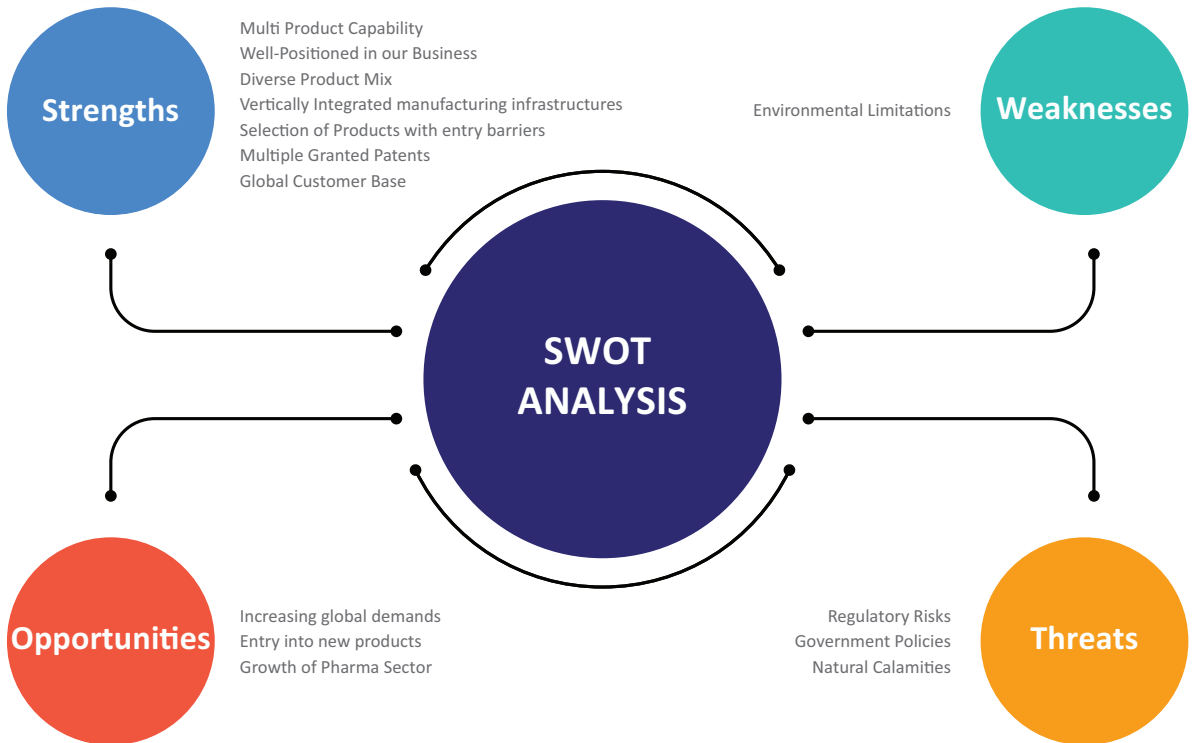 Strengths
Multi Product Capability
Well-Positioned in our Business
Diverse Product Mix
Vertically Integrated manufacturing infrastructures
Selection of Products with entry barriers
Multiple Granted Patents
Global Customer Base
Environmental Limitations
Weaknesses
SWOT
ANALYSIS
Opportunities
Increasing global demands
Entry into new products
Growth of Pharma Sector
Regulatory Risks
Government Policies
Natural Calamities
Threats